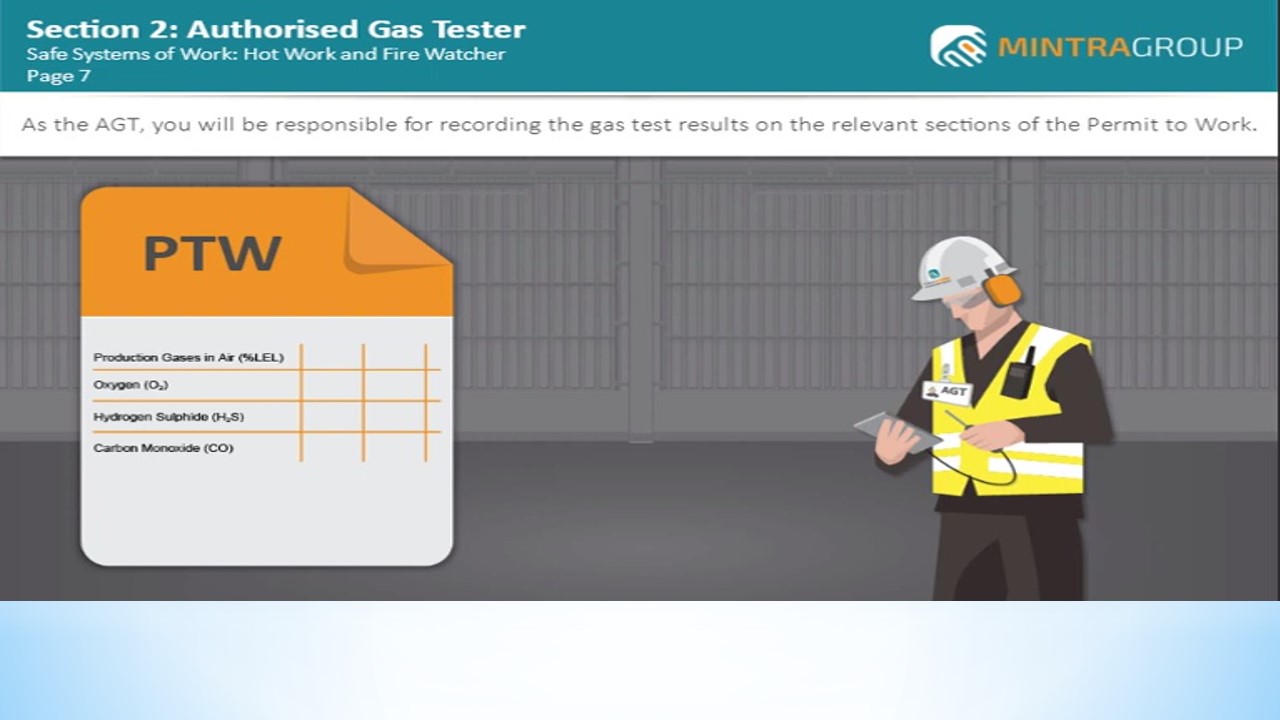 Section 2: Authorised Gas Tester
Safe Systems of Work: Hot Work and Fire Watcher
Page 7
MINTRAGROUP
As the AGT, you will be responsible for recording the gas test results on the relevant sections of the Permit to Work.
PTW
Production Gases in Air (%LEL)
Oxygen (O₂)
Hydrogen Sulphide (H₂S)
Carbon Monoxide (CO)
AGT